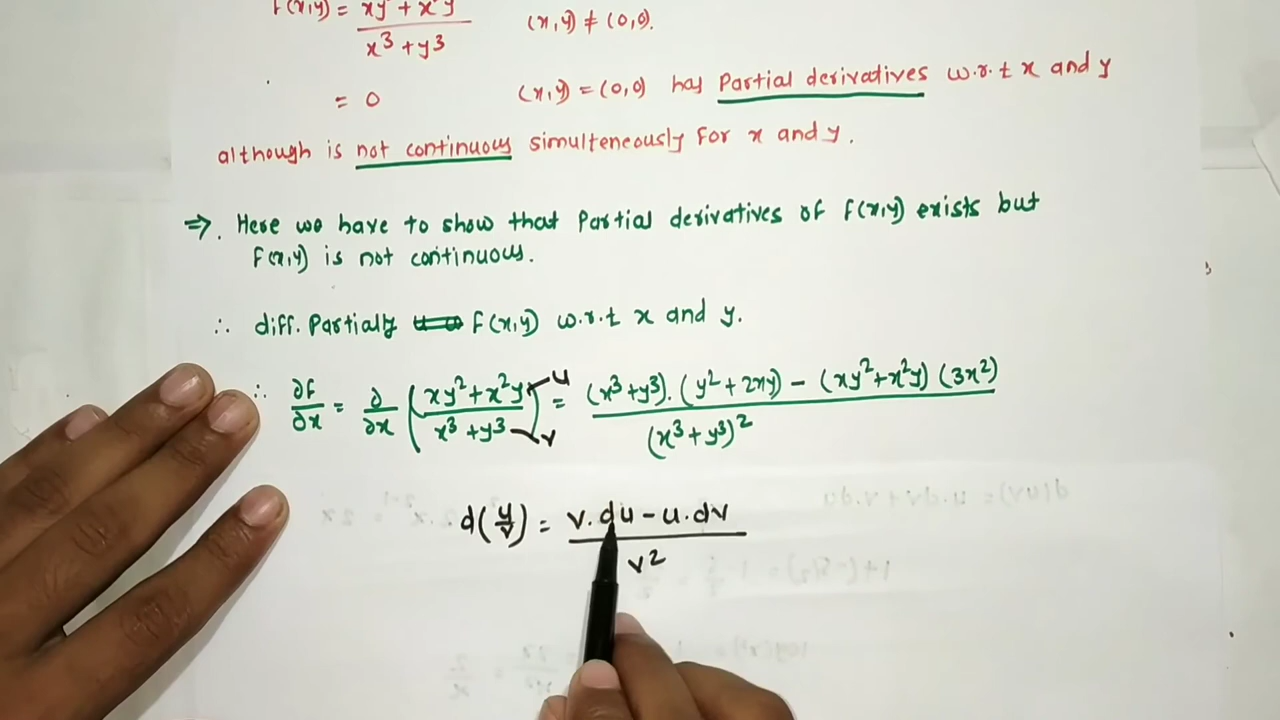 f(x,y) = xy² + x²y / x³ + y³ (x,y) ≠ (0,0).
= 0 (x,y) = (0,0) has Partial derivatives w.r.t x and y
although is not continuous simulteneously for x and y.
⇒. Here we have to show that Partial derivatives of f(x,y) exists but
f(x,y) is not continuous.
∴ diff. Partially f(x,y) w.r.t x and y.
∴ ∂f/∂x = ∂/∂x (xy² + x²y / x³ + y³) u v = (x³ + y³). (y² + 2xy) − (xy² + x²y) (3x²) / (x³ + y³)²
d(u/v) = v. du − u. dv / v²